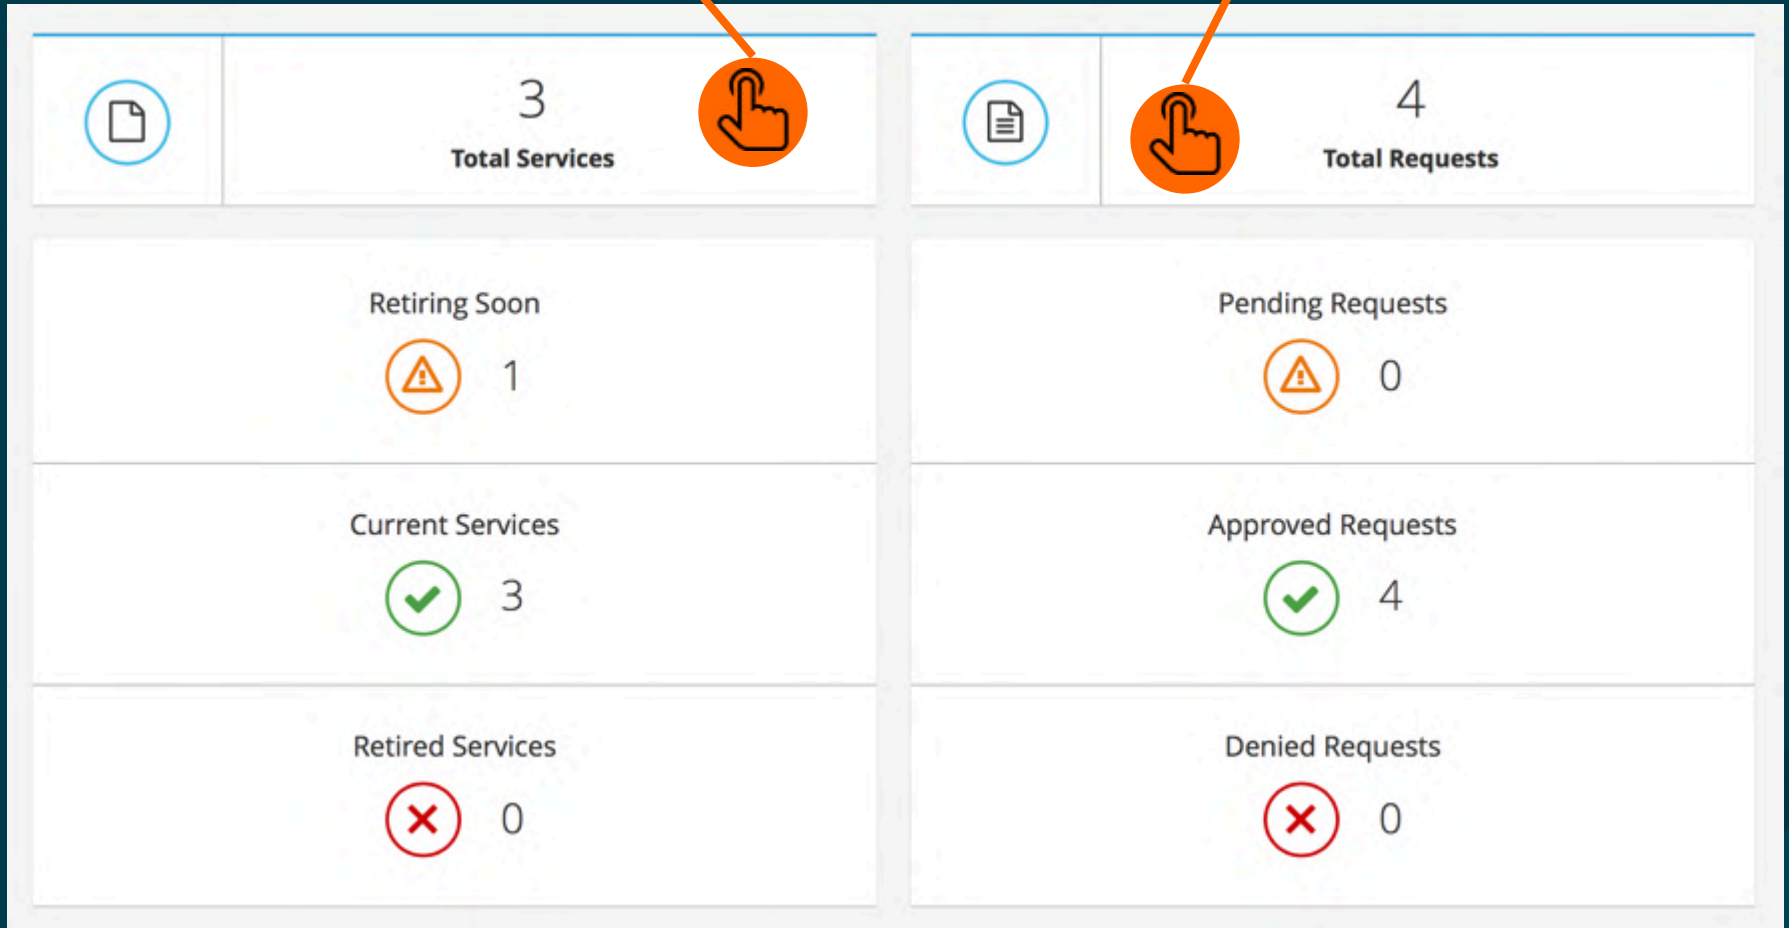 3
Total Services
4
Total Requests
Retiring Soon
1
Current Services
3
Retired Services
0
Pending Requests
0
Approved Requests
4
Denied Requests
0